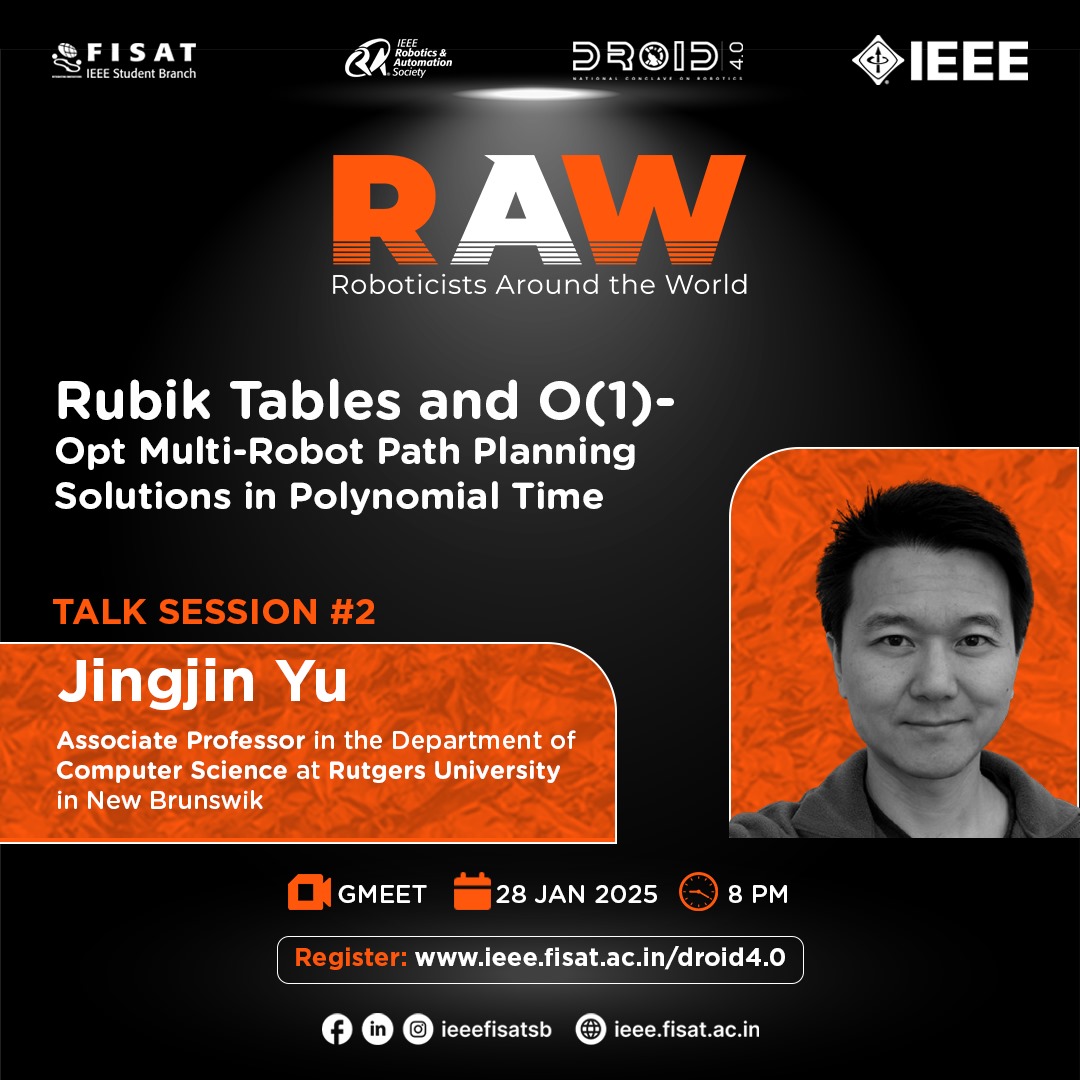 FISAT
IEEE Student Branch
IEEE
Robotics &
Automation
Society
DROID 4.0
NATIONAL CONCLAVE ON ROBOTICS
IEEE
RAW
Roboticists Around the World
Rubik Tables and O(1)-
Opt Multi-Robot Path Planning
Solutions in Polynomial Time
TALK SESSION #2
Jingjin Yu
Associate Professor in the Department of
Computer Science at Rutgers University
in New Brunswik
GMEET 28 JAN 2025 8 PM
Register: www.ieee.fisat.ac.in/droid4.0
ieeefisatsb ieee.fisat.ac.in